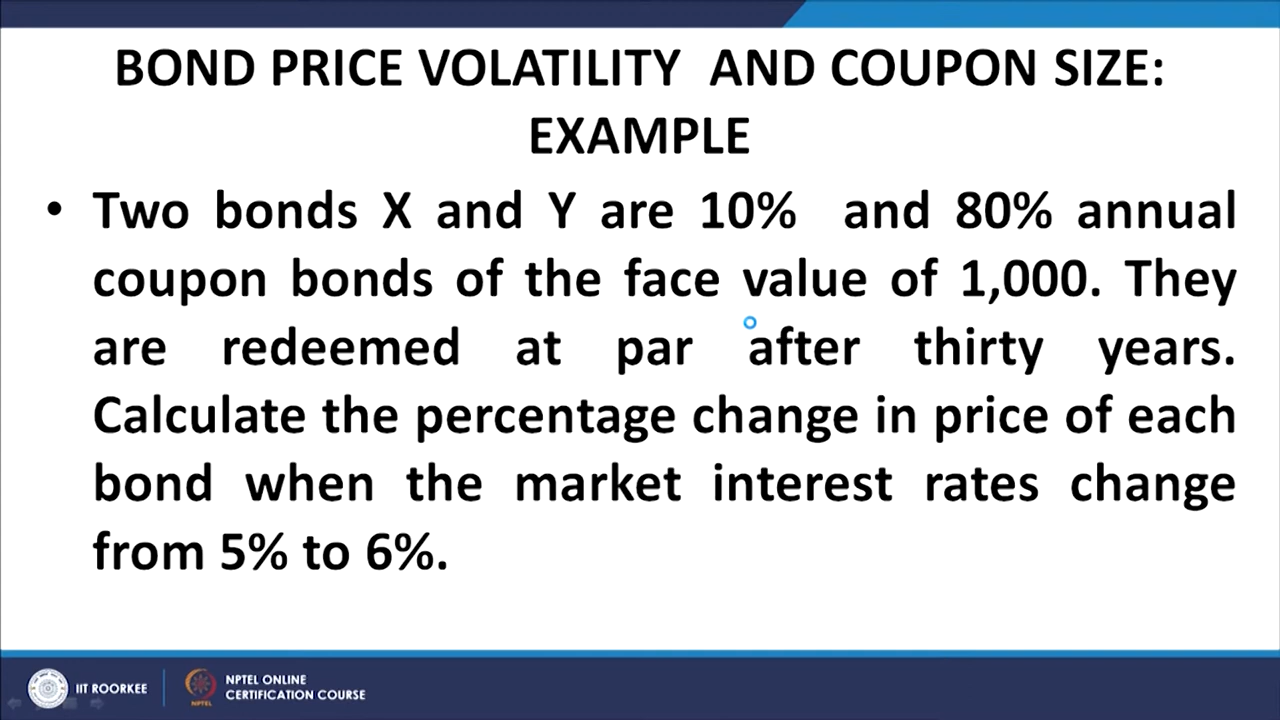 BOND PRICE VOLATILITY AND COUPON SIZE:
EXAMPLE
• Two bonds X and Y are 10% and 80% annual
coupon bonds of the face value of 1,000. They
are redeemed at par after thirty years.
Calculate the percentage change in price of each
bond when the market interest rates change
from 5% to 6%.
IIT ROORKEE
NPTEL
NPTEL ONLINE
CERTIFICATION COURSE